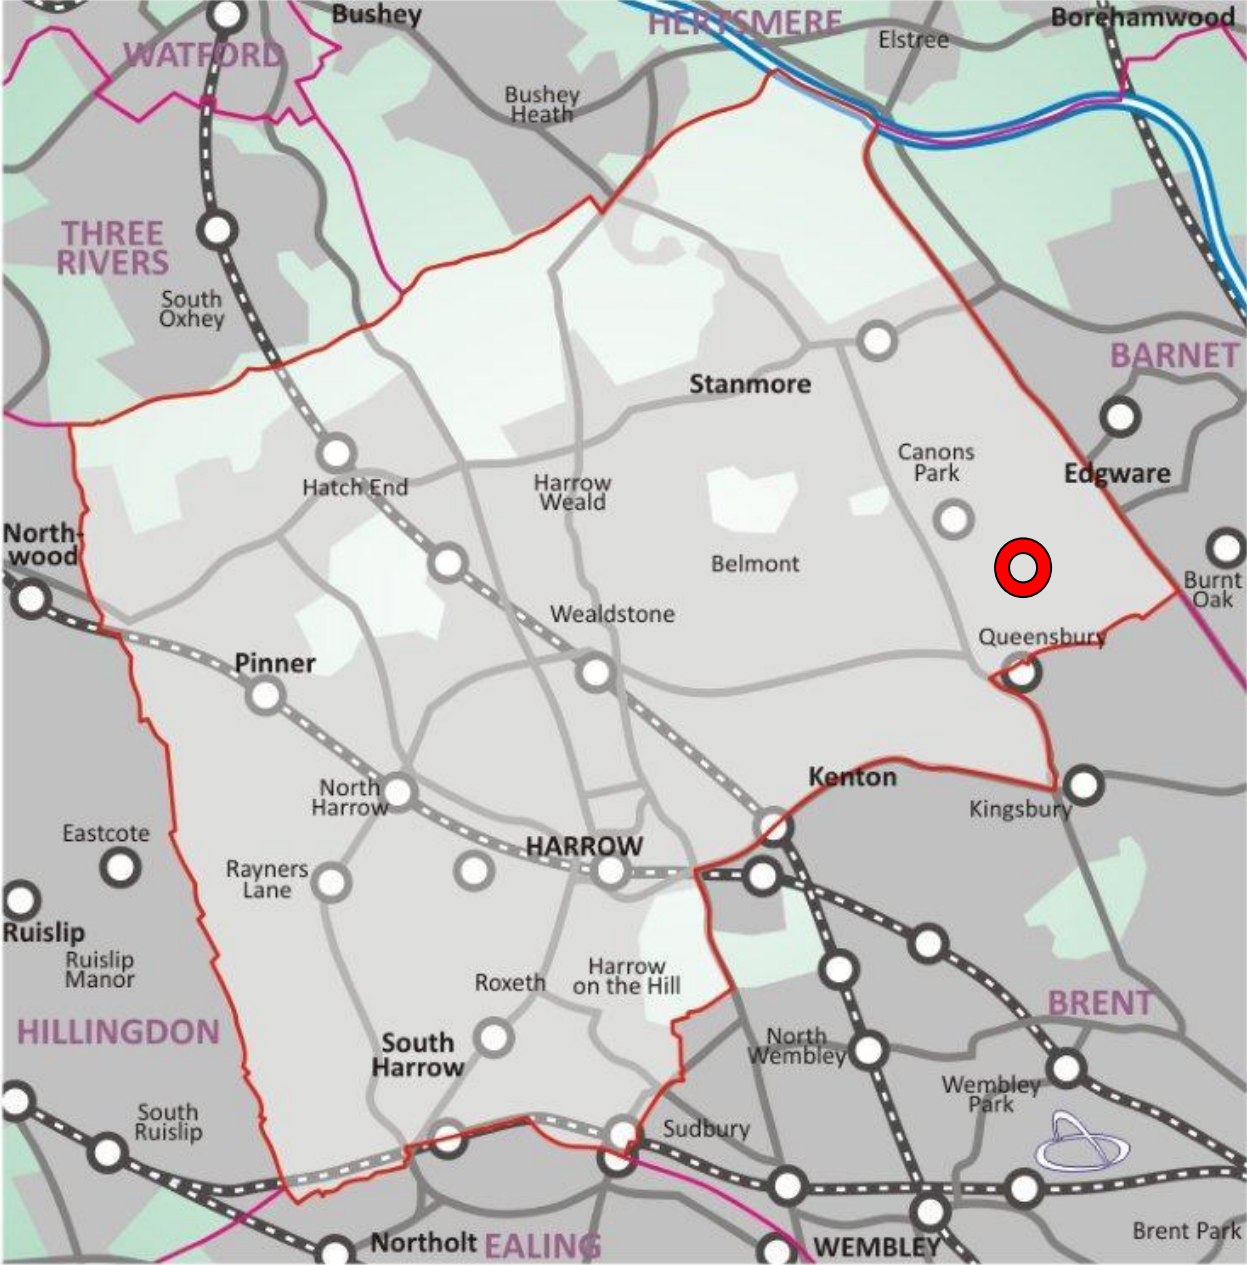 Bushey
HERTSMERE
Borehamwood
WATFORD
Elstree
Bushey
Heath
THREE
RIVERS
South
Oxhey
BARNET
Stanmore
Canons
Park
Edgware
Hatch End
Harrow
Weald
North-
wood
Belmont
Burnt
Oak
Wealdstone
Queensbury
Pinner
Kenton
North
Harrow
Kingsbury
Eastcote
HARROW
Rayners
Lane
Ruislip
Ruislip
Manor
Roxeth
Harrow
on the Hill
BRENT
HILLINGDON
South
Harrow
North
Wembley
Wembley
Park
South
Ruislip
Sudbury
Northolt
EALING
WEMBLEY
Brent Park